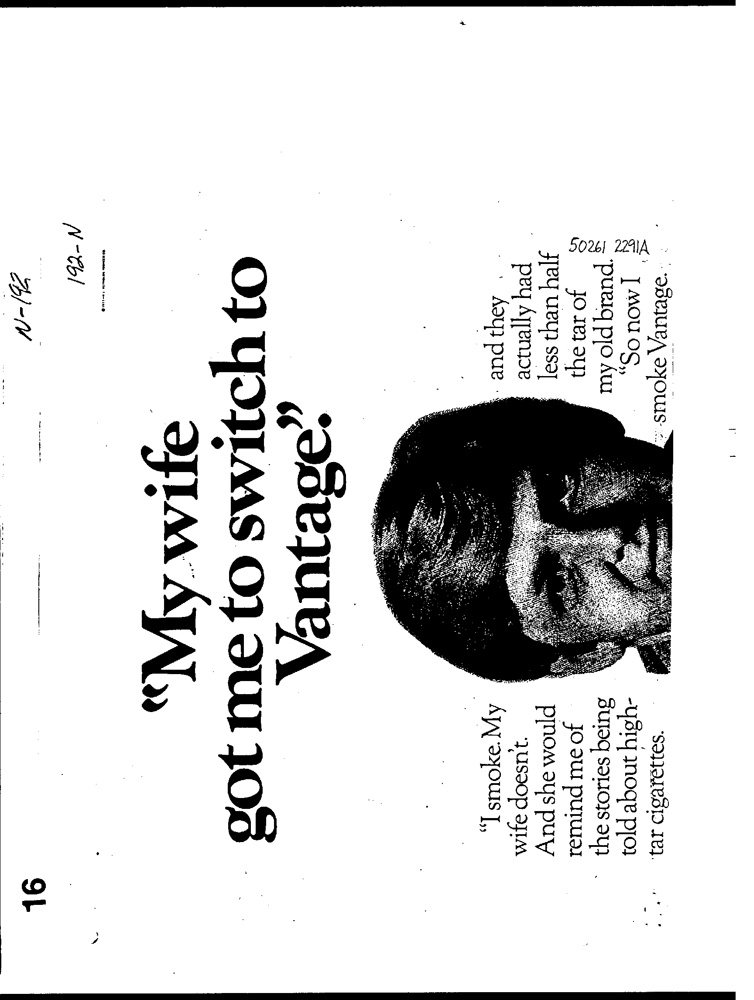 16
N-192
192-N
“My wife
got me to switch to
Vantage.”
“I smoke. My
wife doesn't.
And she would
remind me of
the stories being
told about high-
tar cigarettes.
and they
actually had
less than half
the tar of
my old brand.
“So now I
smoke Vantage.
50261 2291A